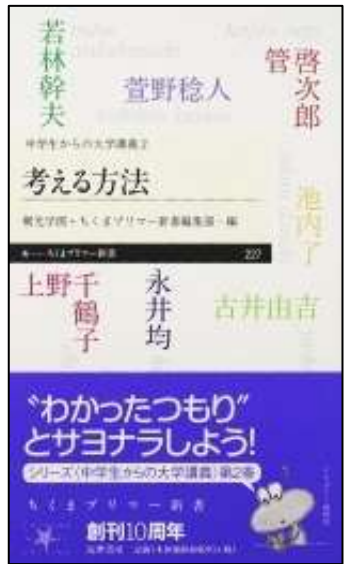 若林幹夫
菅啓次郎
萱野稔人
中学生からの大学講義2
考える方法
桐光学園+ちくまプリマー新書編集部・編
ちくまプリマー新書
227
池内了
上野千鶴子
永井均
古井由吉
“わかったつもり”
とサヨナラしよう!
シリーズ〈中学生からの大学講義〉第2巻
ちくまプリマー新書
創刊10周年
筑摩書房